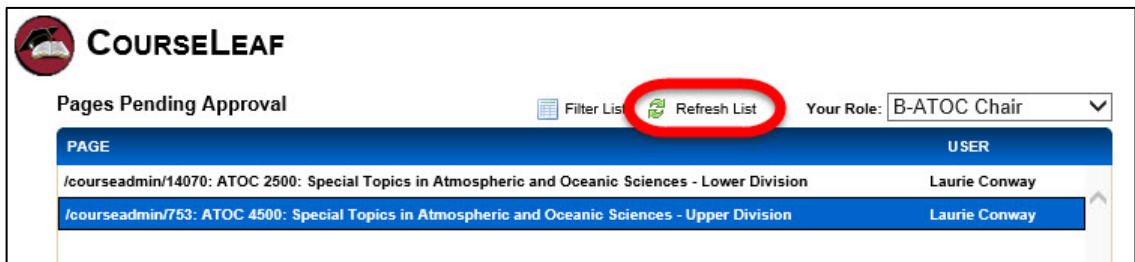 COURSELEAF
Pages Pending Approval Filter List Refresh List Your Role: B-ATOC Chair
PAGE USER
/courseadmin/14070: ATOC 2500: Special Topics in Atmospheric and Oceanic Sciences - Lower Division Laurie Conway
/courseadmin/753: ATOC 4500: Special Topics in Atmospheric and Oceanic Sciences - Upper Division Laurie Conway